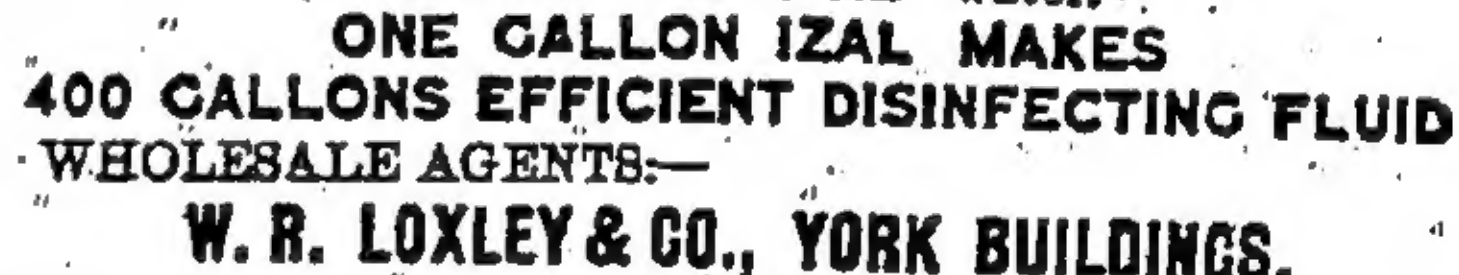 ONE GALLON IZAL MAKES
400 GALLONS EFFICIENT DISINFECTING FLUID
WHOLESALE AGENTS:—
W. R. LOXLEY & CO., YORK BUILDINGS.